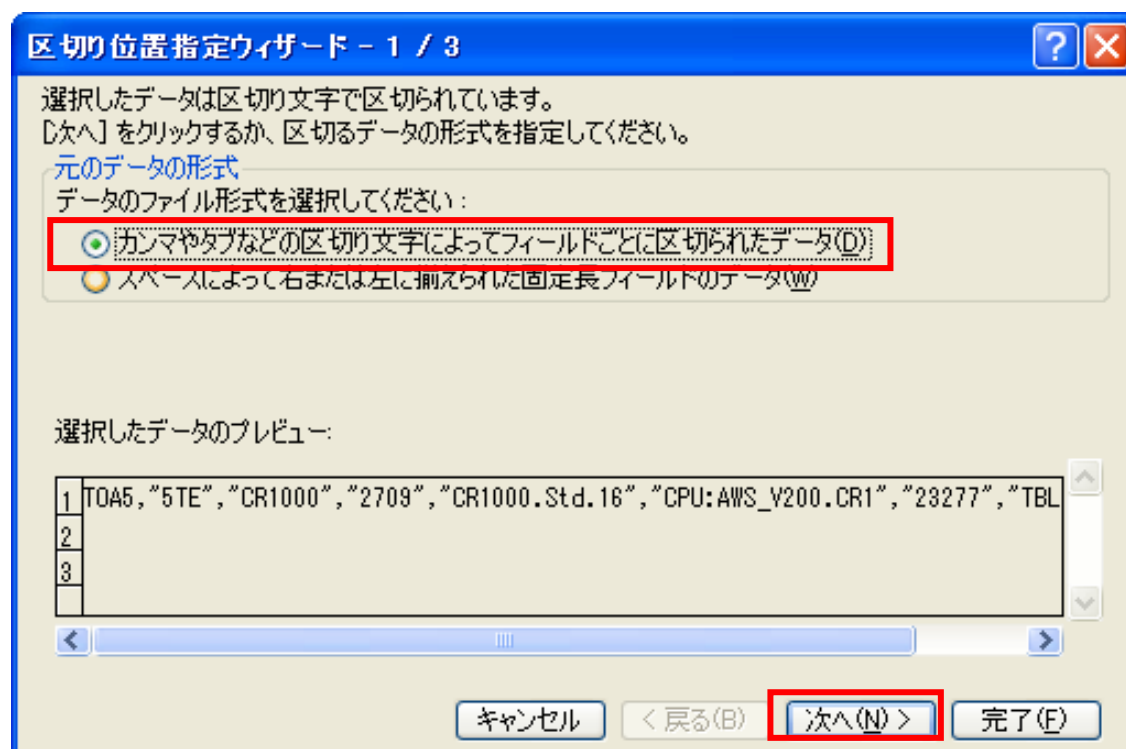 区切り位置指定ウィザード - 1 / 3
選択したデータは区切り文字で区切られています。
[次へ] をクリックするか、区切るデータの形式を指定してください。
元のデータの形式
データのファイル形式を選択してください：
カンマやタブなどの区切り文字によってフィールドごとに区切られたデータ(D)
スペースによって右または左に揃えられた固定長フィールドのデータ(W)
選択したデータのプレビュー:
1 TOA5,"5TE","CR1000","2709","CR1000.Std.16","CPU:AWS_V200.CR1","23277","TBL
2
3
キャンセル < 戻る(B) 次へ(N) > 完了(F)